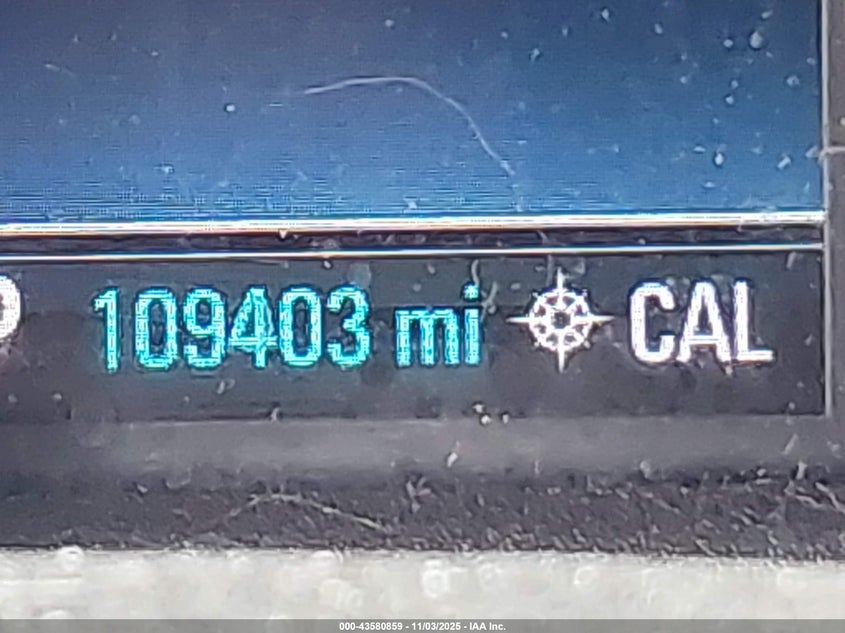 109403 mi CAL
000-43580859 - 11/03/2025 - IAA Inc.